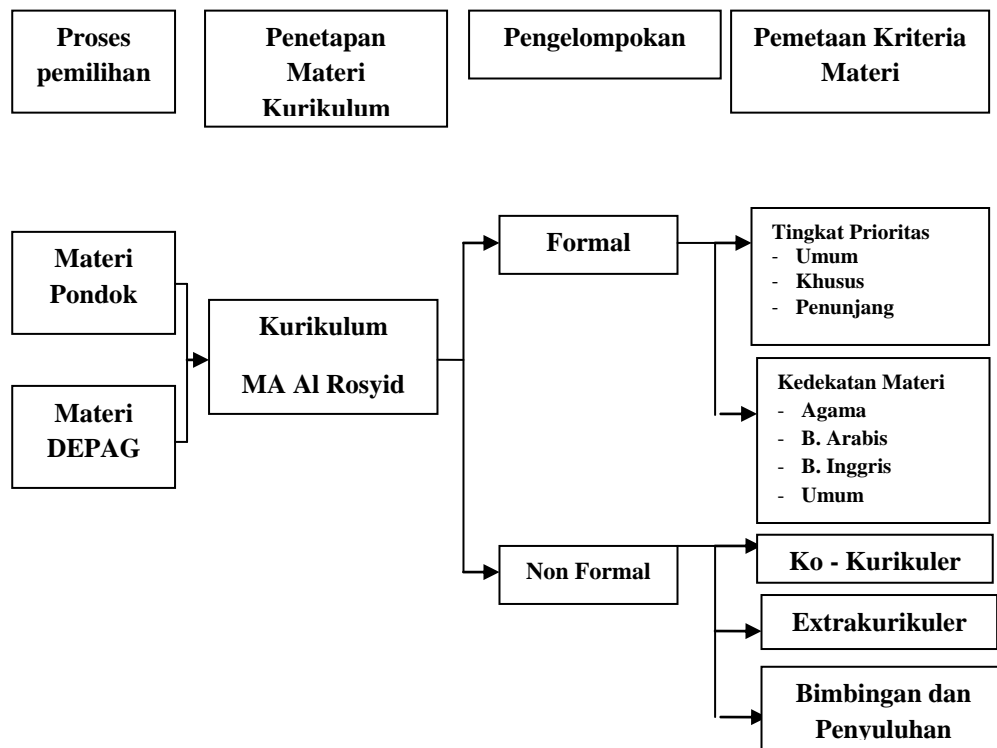 Proses
pemilihan
Penetapan
Materi
Kurikulum
Pengelompokan
Pemetaan Kriteria
Materi
Materi
Pondok
Materi
DEPAG
Kurikulum
MA Al Rosyid
Formal
Non Formal
Tingkat Prioritas
- Umum
- Khusus
- Penunjang
Kedekatan Materi
- Agama
- B. Arabis
- B. Inggris
- Umum
Ko - Kurikuler
Extrakurikuler
Bimbingan dan
Penyuluhan